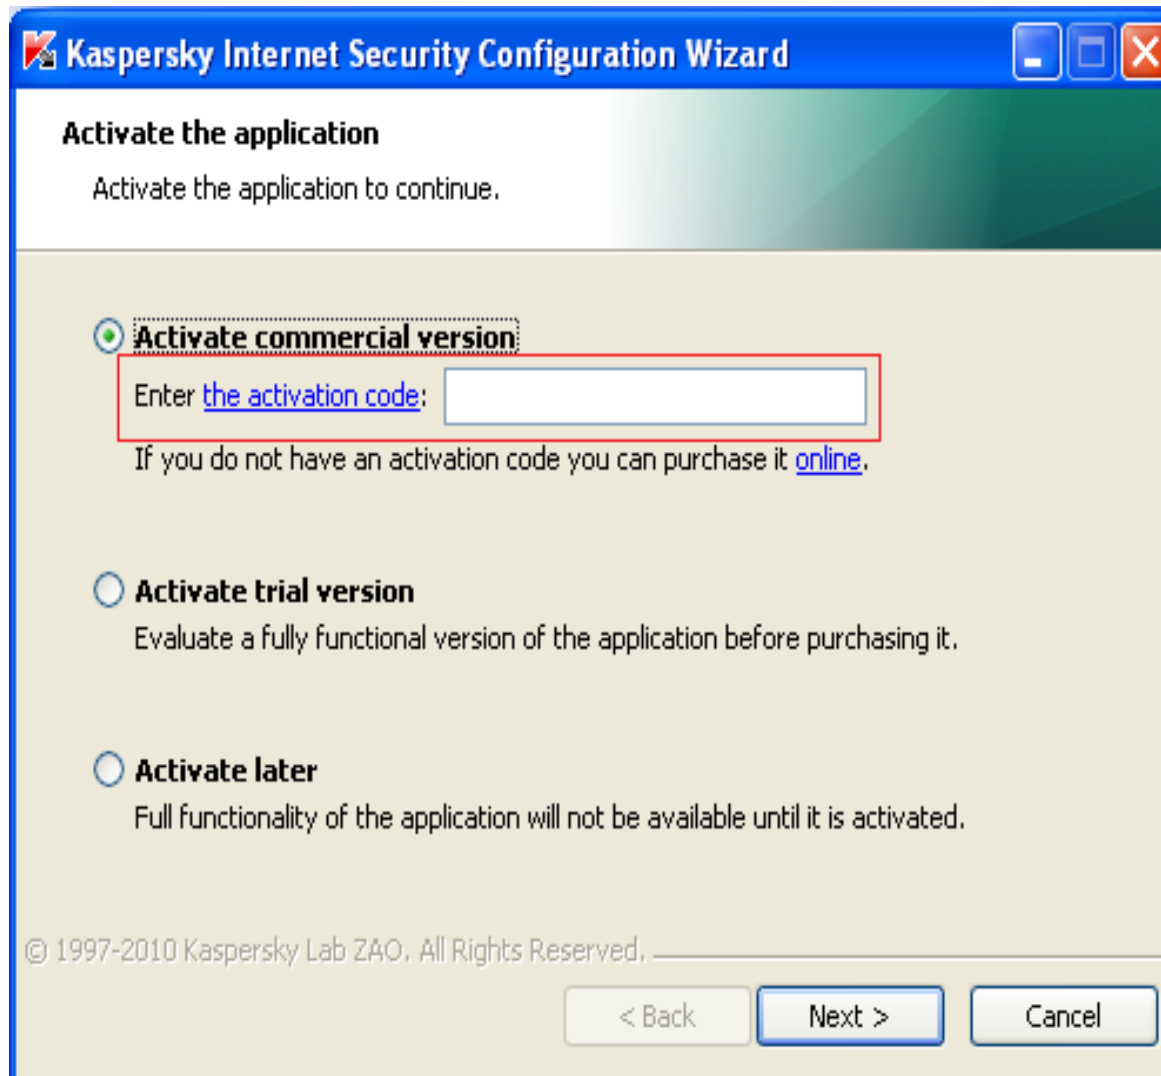 Kaspersky Internet Security Configuration Wizard
Activate the application
Activate the application to continue.
Activate commercial version
Enter the activation code:
If you do not have an activation code you can purchase it online.
Activate trial version
Evaluate a fully functional version of the application before purchasing it.
Activate later
Full functionality of the application will not be available until it is activated.
© 1997-2010 Kaspersky Lab ZAO. All Rights Reserved.
< Back Next > Cancel